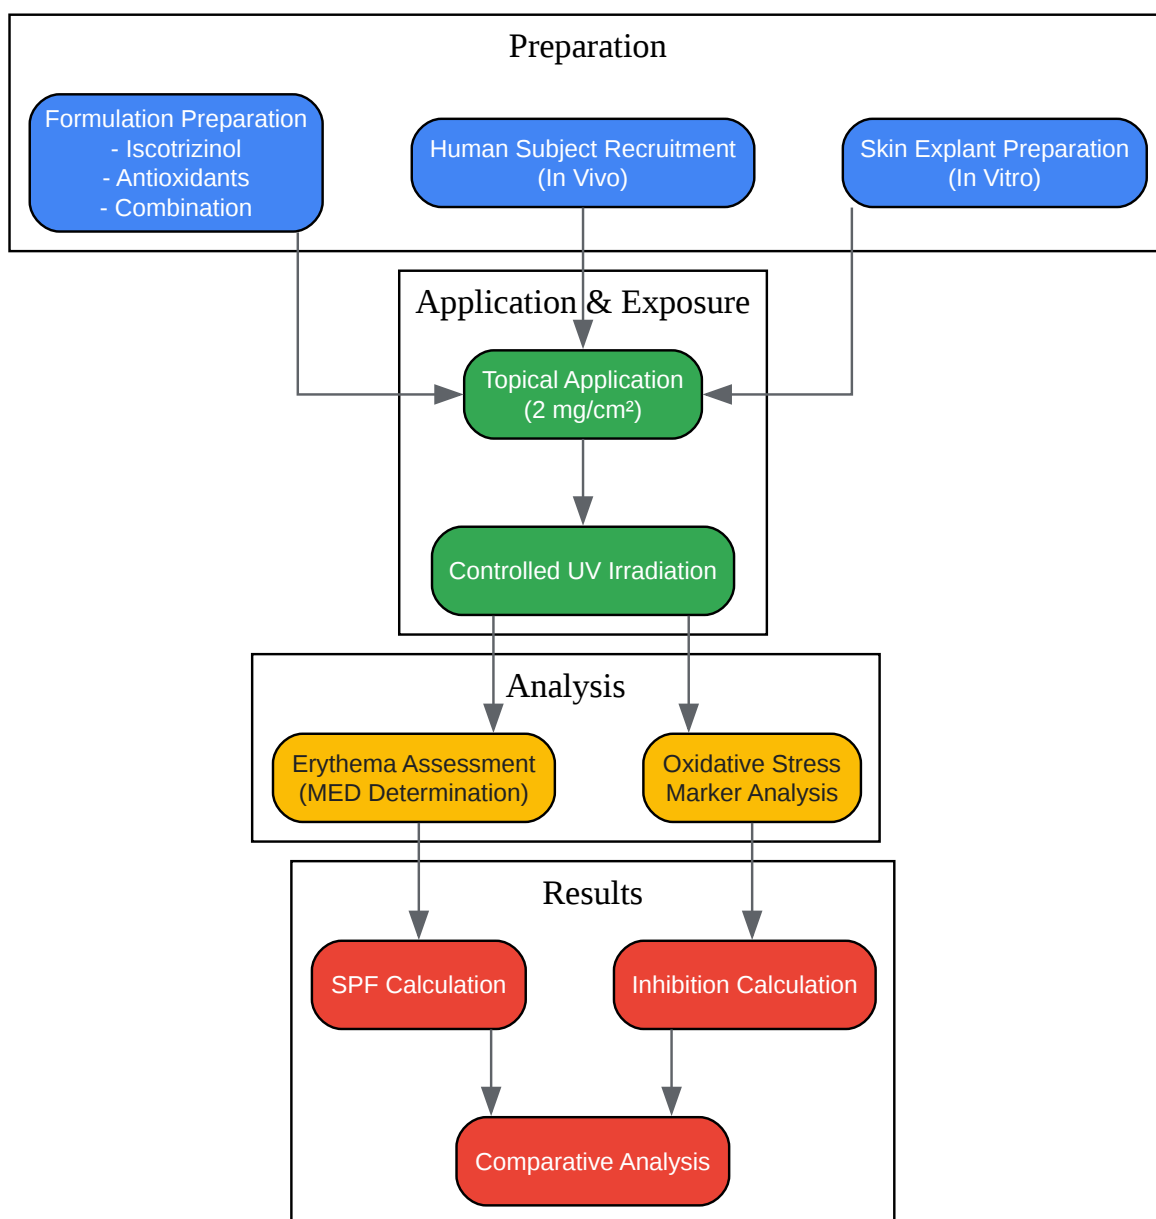 Preparation
Formulation Preparation
- Iscotrizinol
- Antioxidants
- Combination
Human Subject Recruitment
(In Vivo)
Skin Explant Preparation
(In Vitro)
Application & Exposure
Topical Application
(2 mg/cm²)
Controlled UV Irradiation
Analysis
Erythema Assessment
(MED Determination)
Oxidative Stress
Marker Analysis
Results
SPF Calculation
Inhibition Calculation
Comparative Analysis